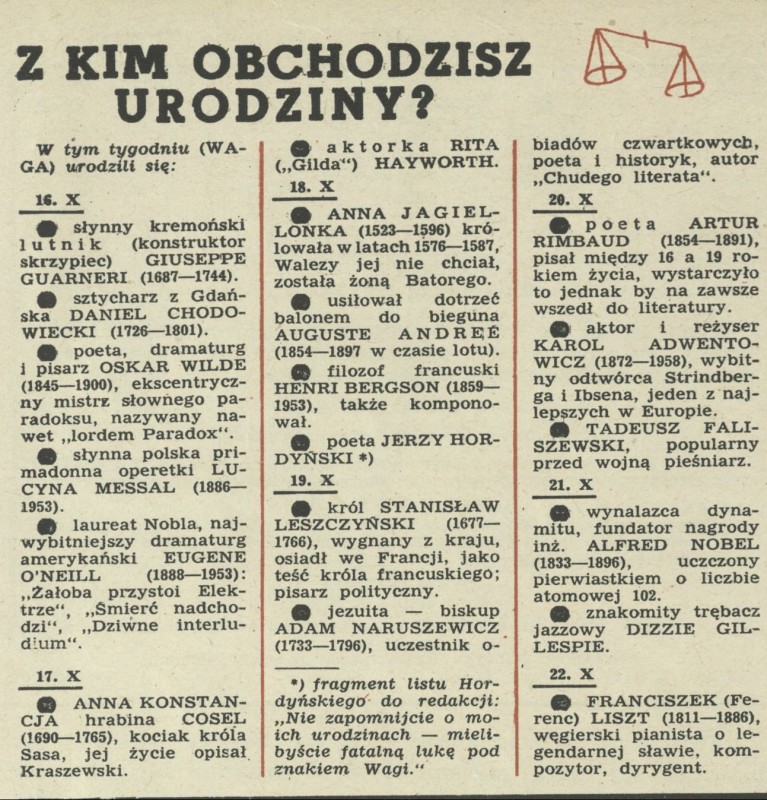 Z KIM OBCHODZISZ
URODZINY?
W tym tygodniu (WA-
GA) urodzili się:
16. X
● słynny kremoński
lutnik (konstruktor
skrzypiec) GIUSEPPE
GUARNERI (1687—1744).
● sztycharz z Gdań-
ska DANIEL CHODO-
WIECKI (1726—1801).
● poeta, dramaturg
i pisarz OSKAR WILDE
(1845—1900), ekscentrycz-
ny mistrz słownego pa-
radoksu, nazywany na-
wet „lordem Paradox“.
● słynna polska pri-
madonna operetki LU-
CYNA MESSAL (1886—
1953).
● laureat Nobla, naj-
wybitniejszy dramaturg
amerykański EUGENE
O'NEILL (1888—1953):
„Żałoba przystoi Elek-
trze“, „Śmierć nadcho-
dzi“, „Dziwne interlu-
dium“.
17. X
● ANNA KONSTAN-
CJA hrabina COSEL
(1690—1765), kociak króla
Sasa, jej życie opisał
Kraszewski.
● aktorka RITA
(„Gilda“) HAYWORTH.
18. X
● ANNA JAGIEL-
LONKA (1523—1596) kró-
lowała w latach 1576—1587,
Walezy jej nie chciał,
została żoną Batorego.
● usiłował dotrzeć
balonem do bieguna
AUGUSTE ANDREÉ
(1854—1897 w czasie lotu).
● filozof francuski
HENRI BERGSON (1859—
1953), także kompono-
wał.
● poeta JERZY HOR-
DYŃSKI *)
19. X
● król STANISŁAW
LESZCZYŃSKI (1677—
1766), wygnany z kraju,
osiadł we Francji, jako
teść króla francuskiego;
pisarz polityczny.
● jezuita — biskup
ADAM NARUSZEWICZ
(1733—1796), uczestnik o-
*) fragment listu Hor-
dyńskiego do redakcji:
„Nie zapomnijcie o mo-
ich urodzinach — mieli-
byście fatalną lukę pod
znakiem Wagi.“
biadów czwartkowych,
poeta i historyk, autor
„Chudego literata“.
20. X
● poeta ARTUR
RIMBAUD (1854—1891),
pisał między 16 a 19 ro-
kiem życia, wystarczyło
to jednak by na zawsze
wszedł do literatury.
● aktor i reżyser
KAROL ADWENTO-
WICZ (1872—1958), wybit-
ny odtwórca Strindber-
ga i Ibsena, jeden z naj-
lepszych w Europie.
● TADEUSZ FALI-
SZEWSKI, popularny
przed wojną pieśniarz.
21. X
● wynalazca dyna-
mitu, fundator nagrody
inż. ALFRED NOBEL
(1833—1896), uczczony
pierwiastkiem o liczbie
atomowej 102.
● znakomity trębacz
jazzowy DIZZIE GIL-
LESPIE.
22. X
● FRANCISZEK (Fe-
renc) LISZT (1811—1886),
węgierski pianista o le-
gendarnej sławie, kom-
pozytor, dyrygent.